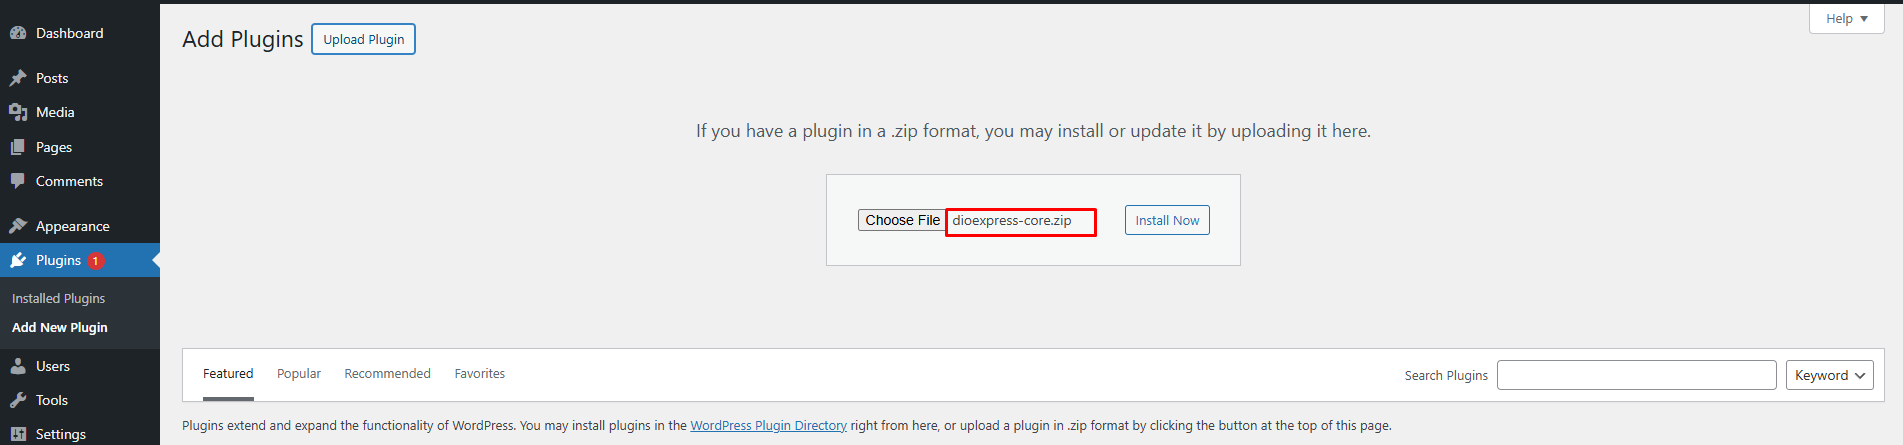 Help
Dashboard
Add Plugins
Upload Plugin
Posts
Media
If you have a plugin in a .zip format, you may install or update it by uploading it here.
Pages
Comments
Choose File
dioexpress-core.zip
Install Now
Appearance
Plugins 1
Installed Plugins
Add New Plugin
Users
Featured
Popular
Recommended
Favorites
Search Plugins
Keyword
Tools
Settings
Plugins extend and expand the functionality of WordPress. You may install plugins in the WordPress Plugin Directory right from here, or upload a plugin in .zip format by clicking the button at the top of this page.